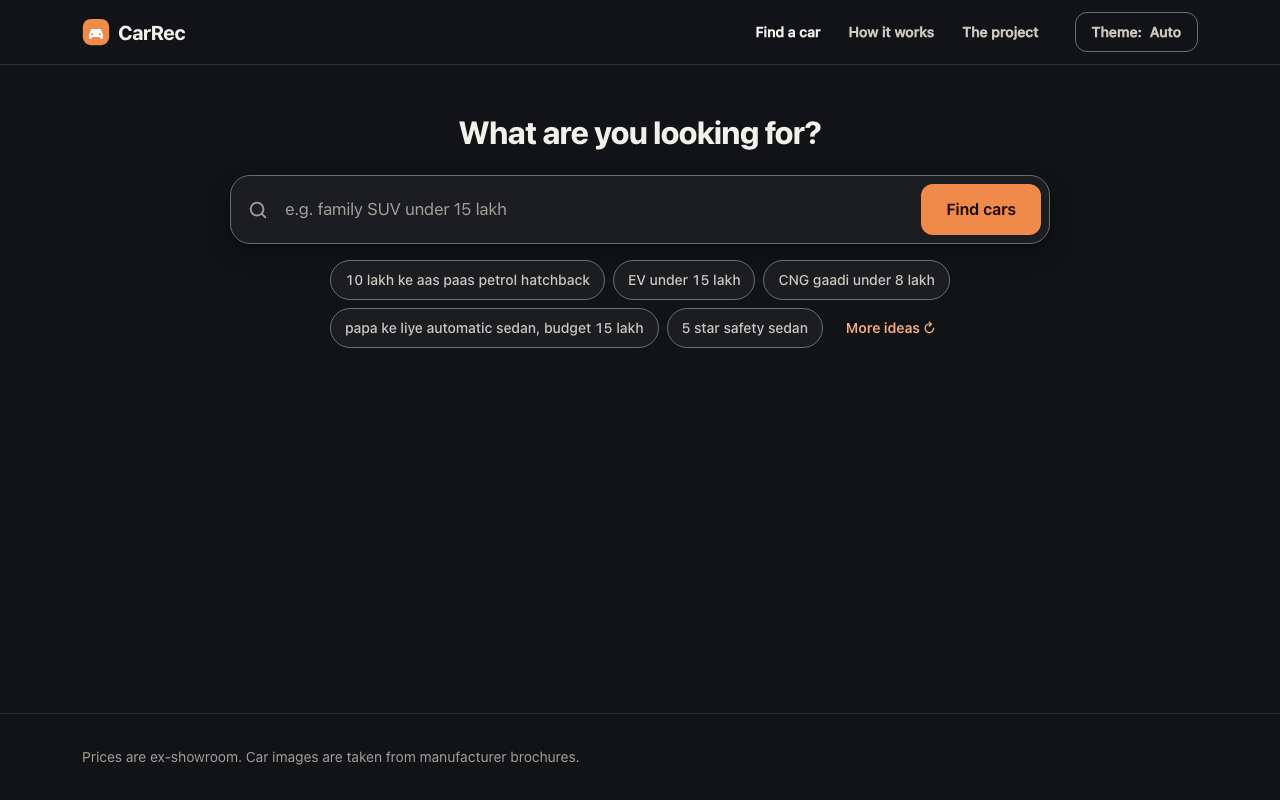 CarRec
Find a car
How it works
The project
Theme: Auto
What are you looking for?
e.g. family SUV under 15 lakh
Find cars
10 lakh ke aas paas petrol hatchback
EV under 15 lakh
CNG gaadi under 8 lakh
papa ke liye automatic sedan, budget 15 lakh
5 star safety sedan
More ideas ↻
Prices are ex-showroom. Car images are taken from manufacturer brochures.